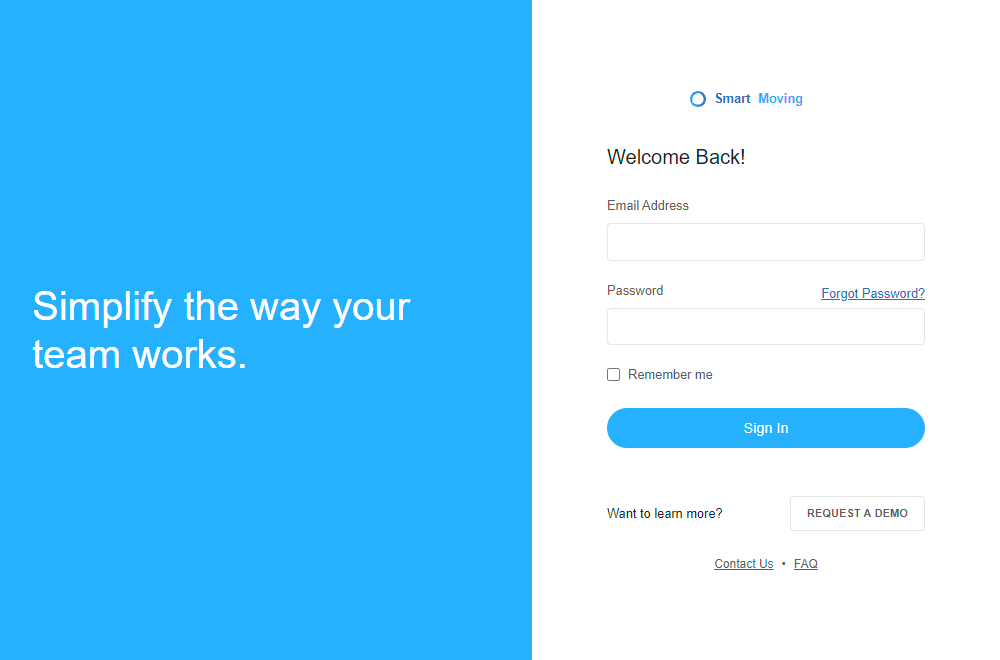 Simplify the way your
team works.
Smart Moving
Welcome Back!
Email Address
Password
Forgot Password?
Remember me
Sign In
Want to learn more?
REQUEST A DEMO
Contact Us • FAQ